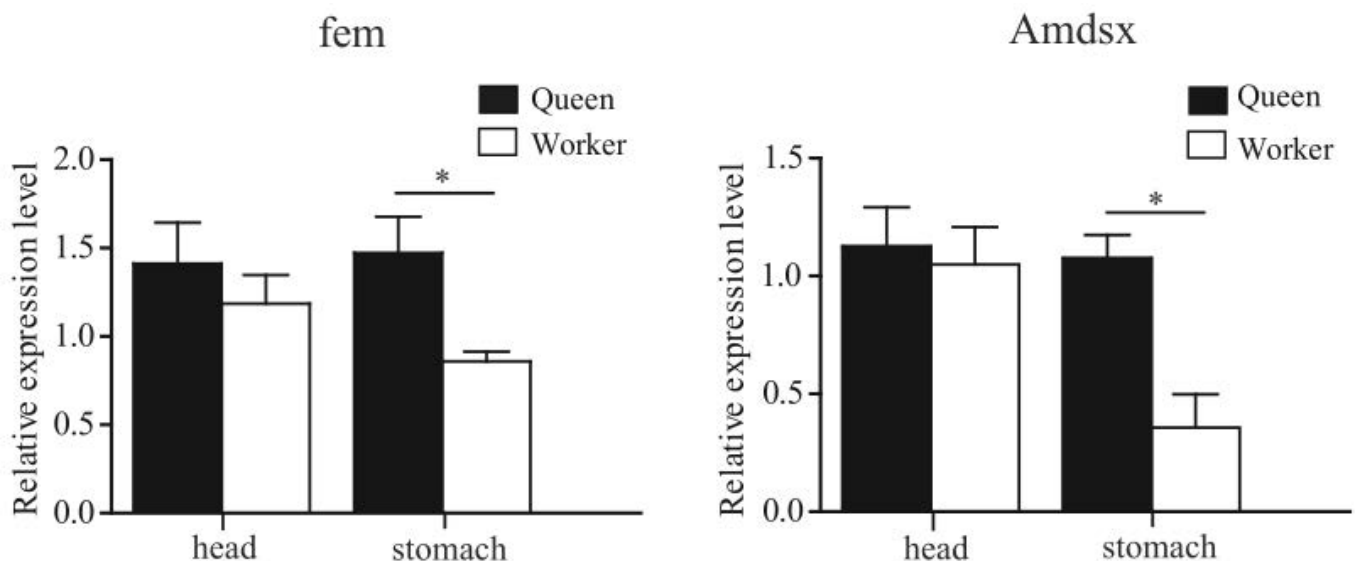 fem
Queen
Worker
Relative expression level
2.0
1.5
1.0
0.5
0.0
*
head
stomach
Amdsx
Queen
Worker
Relative expression level
1.5
1.0
0.5
0.0
*
head
stomach